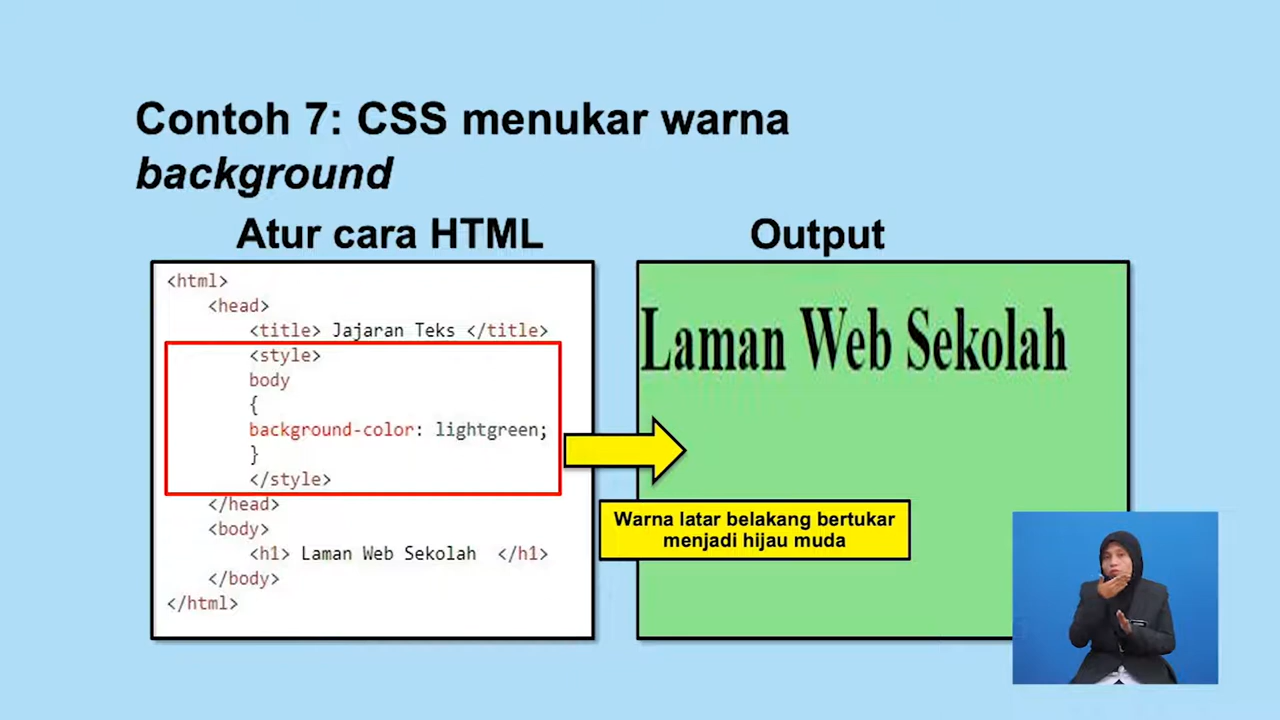 Contoh 7: CSS menukar warna
background
Atur cara HTML
Output
<html>
<head>
<title> Jajaran Teks </title>
<style>
body
{
background-color: lightgreen;
}
</style>
</head>
<body>
<h1> Laman Web Sekolah </h1>
</body>
</html>
Laman Web Sekolah
Warna latar belakang bertukar
menjadi hijau muda